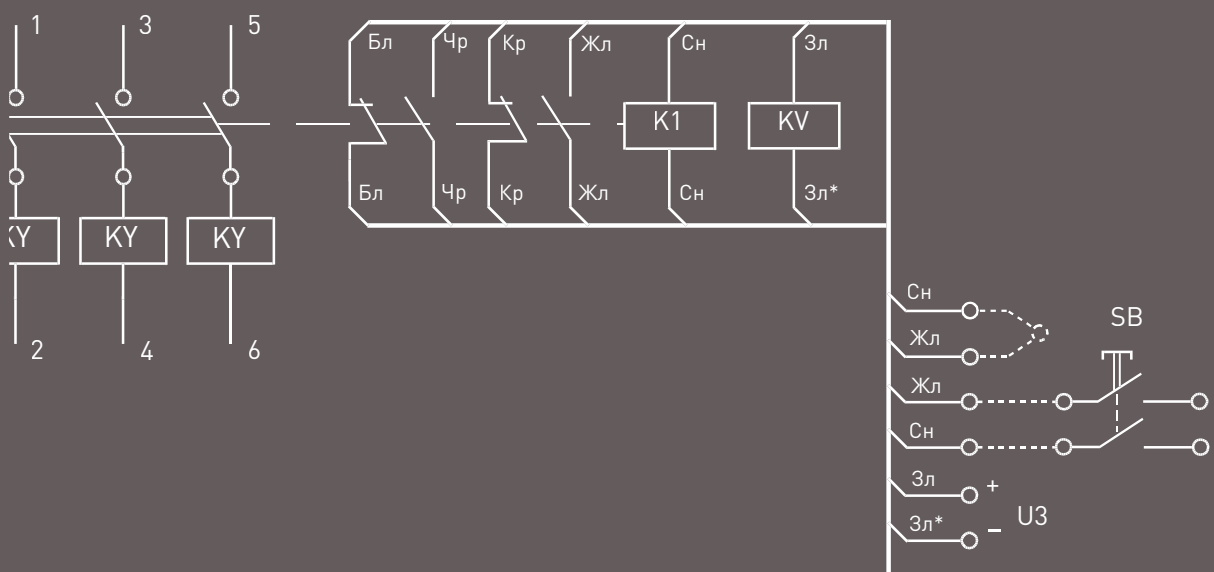 1 3 5
Бл Чр Кр Жл Сн Зл
K1 KV
Бл Чр Кр Жл Сн Зл*
KY KY KY
2 4 6
Сн
SB
Жл
Жл
Сн
Зл +
U3
Зл* –